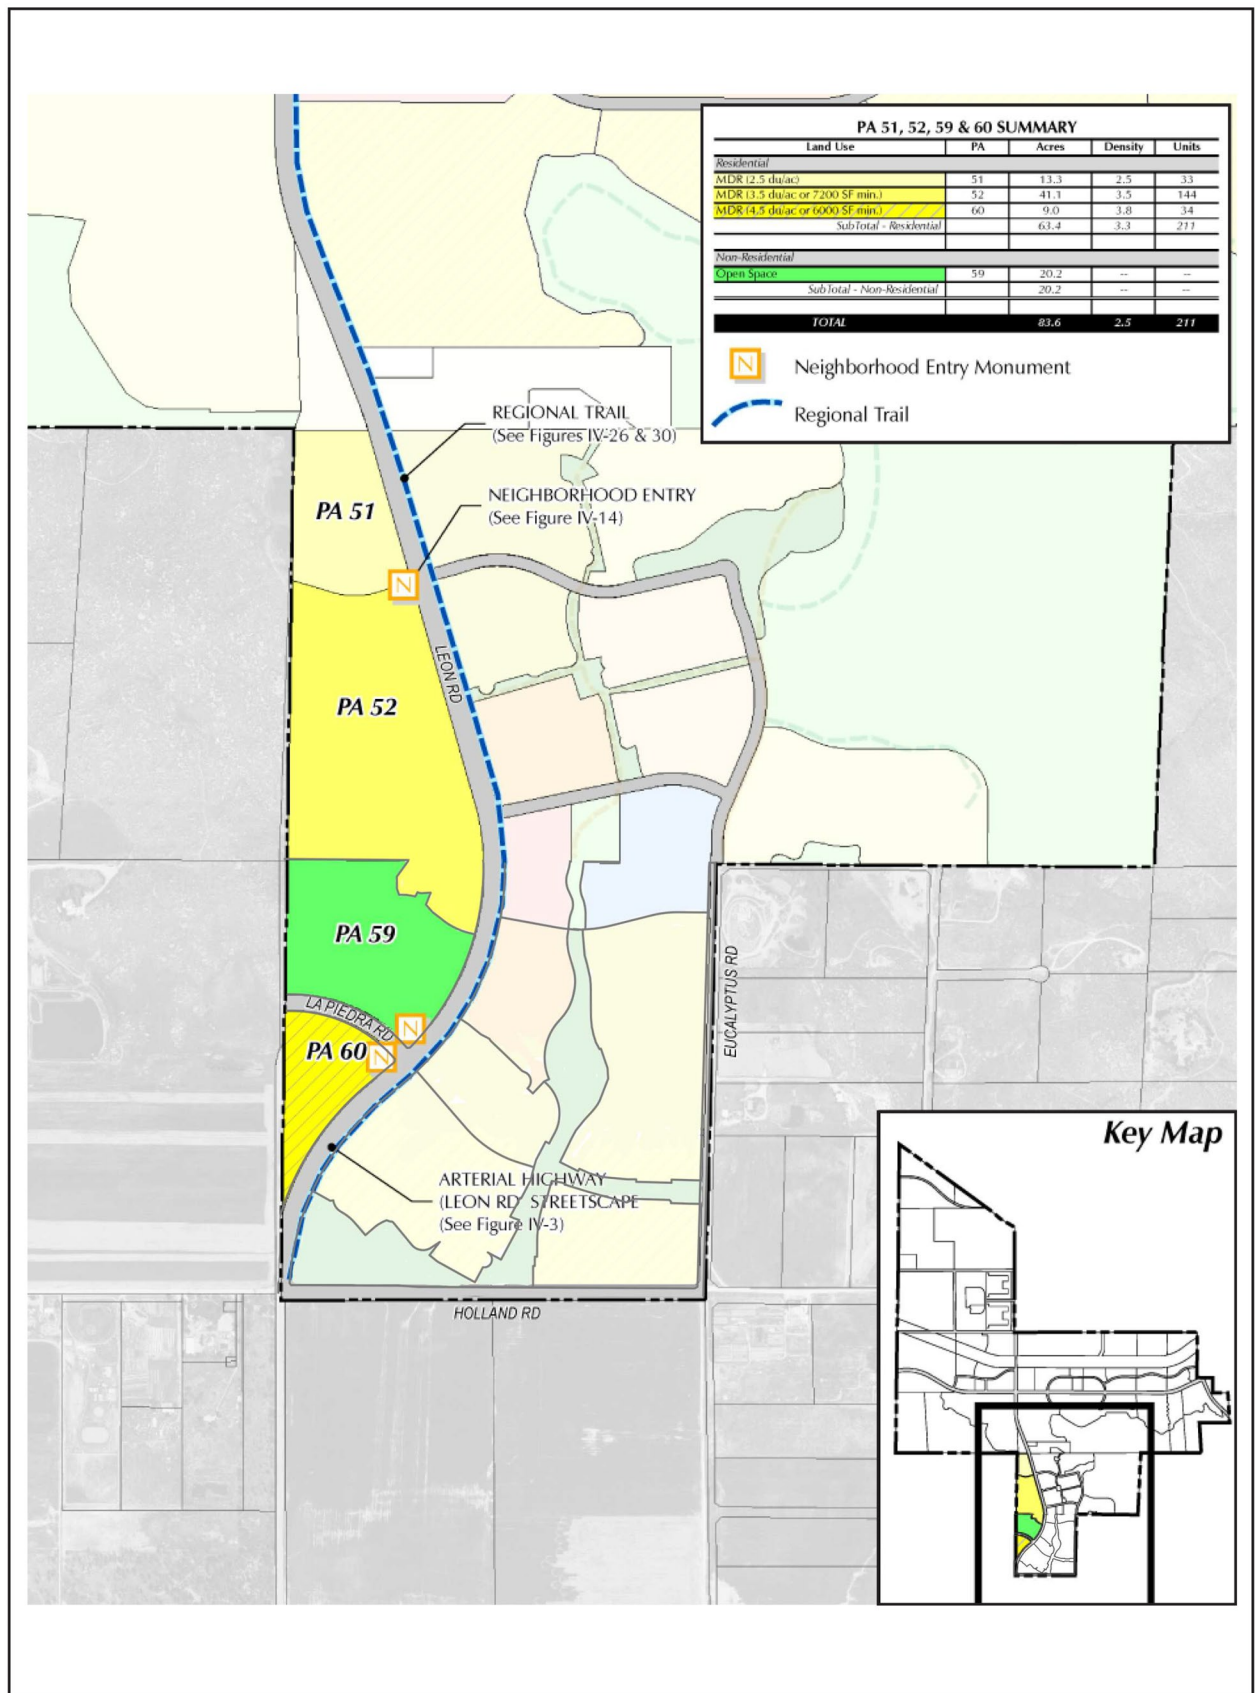 PA 51, 52, 59 & 60 SUMMARY
Land Use PA Acres Density Units
Residential
MDR (2.5 du/ac) 51 13.3 2.5 33
MDR (3.5 du/ac or 7200 SF min.) 52 41.1 3.5 144
MDR (4.5 du/ac or 6000 SF min.) 60 9.0 3.8 34
SubTotal - Residential 63.4 3.3 211
Non-Residential
Open Space 59 20.2 -- --
SubTotal - Non-Residential 20.2 -- --
TOTAL 83.6 2.5 211
N Neighborhood Entry Monument
Regional Trail
REGIONAL TRAIL
(See Figures IV-26 & 30)
NEIGHBORHOOD ENTRY
(See Figure IV-14)
PA 51
N
LEON RD
PA 52
PA 59
LA PIEDRA RD
N
PA 60
N
EUCALYPTUS RD
ARTERIAL HIGHWAY
(LEON RD STREETSCAPE
(See Figure IV-3)
HOLLAND RD
Key Map